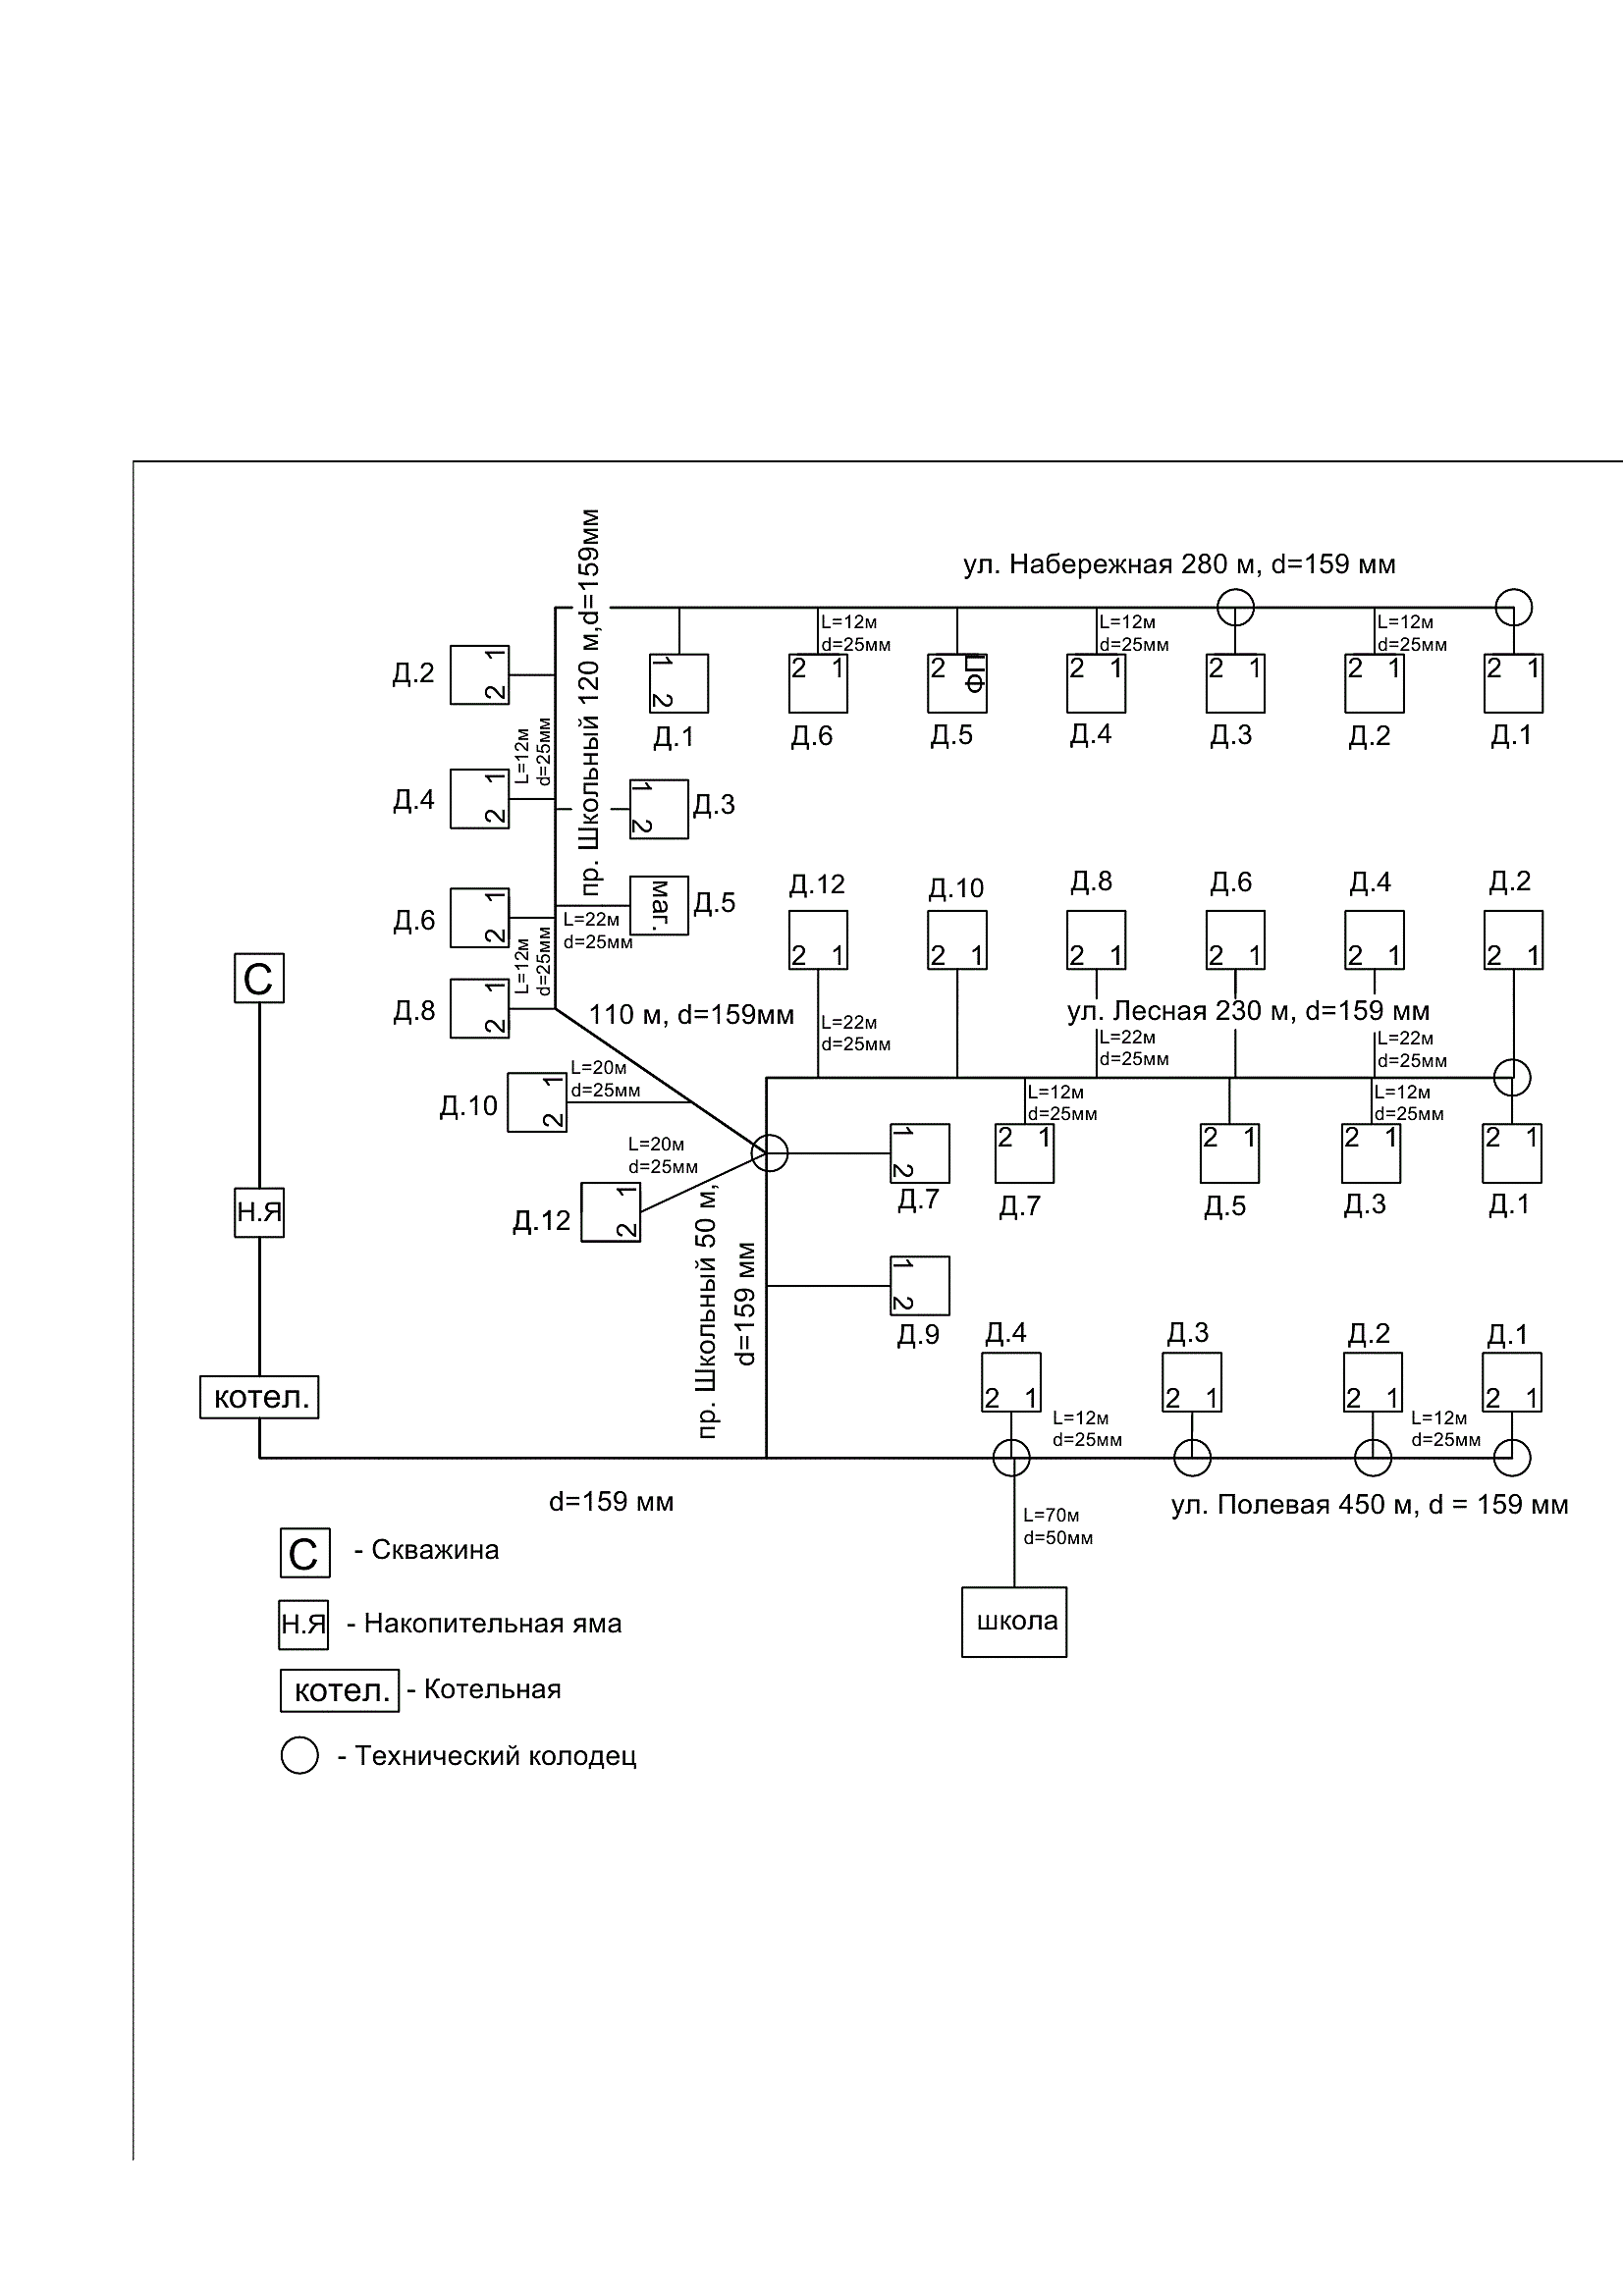 ул. Набережная 280 м, d=159 мм
пр. Школьный 120 м,d=159мм
L=12м
d=25мм
L=12м
d=25мм
L=12м
d=25мм
Д.2
1
2
1
2
Д.1
2 1
Д.6
2 ЦФ
Д.5
2 1
Д.4
2 1
Д.3
2 1
Д.2
2 1
Д.1
L=12м
d=25мм
Д.4
1
2
1
2
Д.3
Д.6
1
2
маг.
Д.5
L=22м
d=25мм
L=12м
d=25мм
Д.8
1
2
110 м, d=159мм
Д.12
2 1
Д.10
2 1
Д.8
2 1
Д.6
2 1
Д.4
2 1
Д.2
2 1
ул. Лесная 230 м, d=159 мм
L=22м
d=25мм
L=22м
d=25мм
L=22м
d=25мм
С
L=20м
d=25мм
Д.10
1
2
L=20м
d=25мм
Д.12
1
2
L=12м
d=25мм
L=12м
d=25мм
1
2
Д.7
2 1
Д.7
2 1
Д.5
2 1
Д.3
2 1
Д.1
Н.Я
пр. Школьный 50 м,
d=159 мм
1
2
Д.9
Д.4
2 1
Д.3
2 1
Д.2
2 1
Д.1
2 1
котел.
L=12м
d=25мм
L=12м
d=25мм
d=159 мм
ул. Полевая 450 м, d = 159 мм
L=70м
d=50мм
школа
С - Скважина
Н.Я - Накопительная яма
котел. - Котельная
- Технический колодец